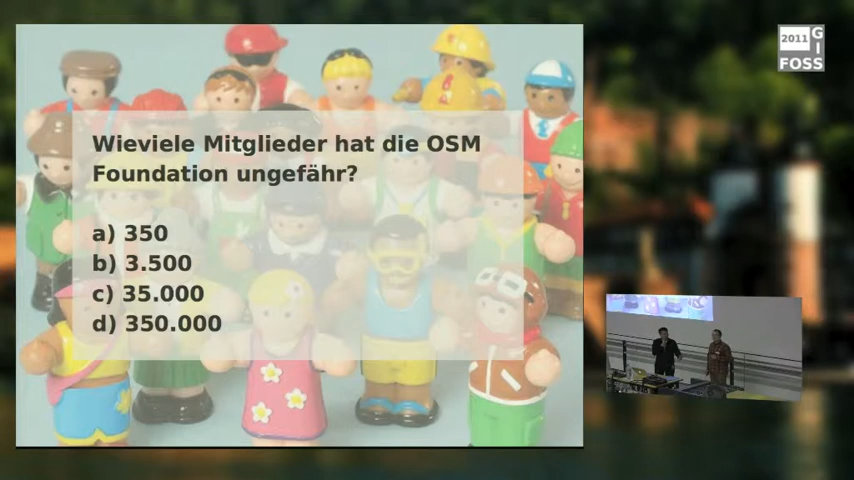 Wieviele Mitglieder hat die OSM
Foundation ungefähr?
a) 350
b) 3.500
c) 35.000
d) 350.000
2011
G
I
FOSS